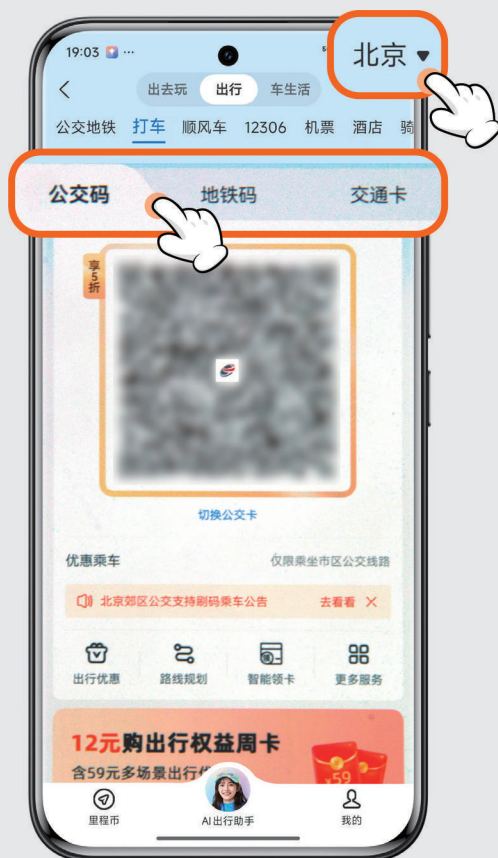 19:03 ···
北京
出去玩 出行 车生活
公交地铁 打车 顺风车 12306 机票 酒店 骑
公交码 地铁码 交通卡
享5折
切换公交卡
优惠乘车 仅限乘坐市区公交线路
北京郊区公交支持刷码乘车公告 去看看
出行优惠 路线规划 智能领卡 更多服务
12元购出行权益周卡
含59元多场景出行
¥59
里程币 AI出行助手 我的